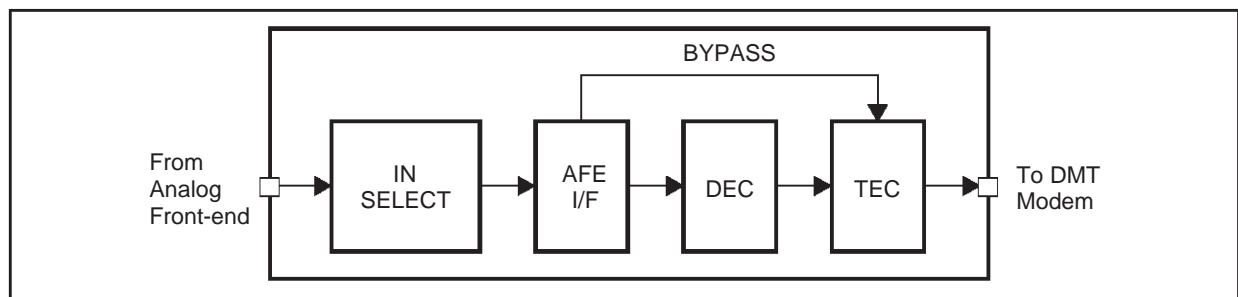 BYPASS
From
Analog
Front-end
IN
SELECT
AFE
I/F
DEC
TEC
To DMT
Modem